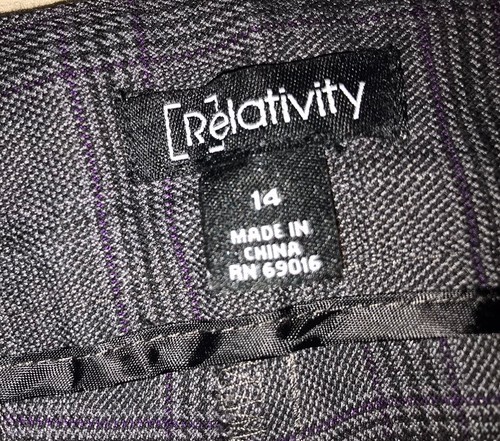 [Relativity]
14
MADE IN
CHINA
RN 69016